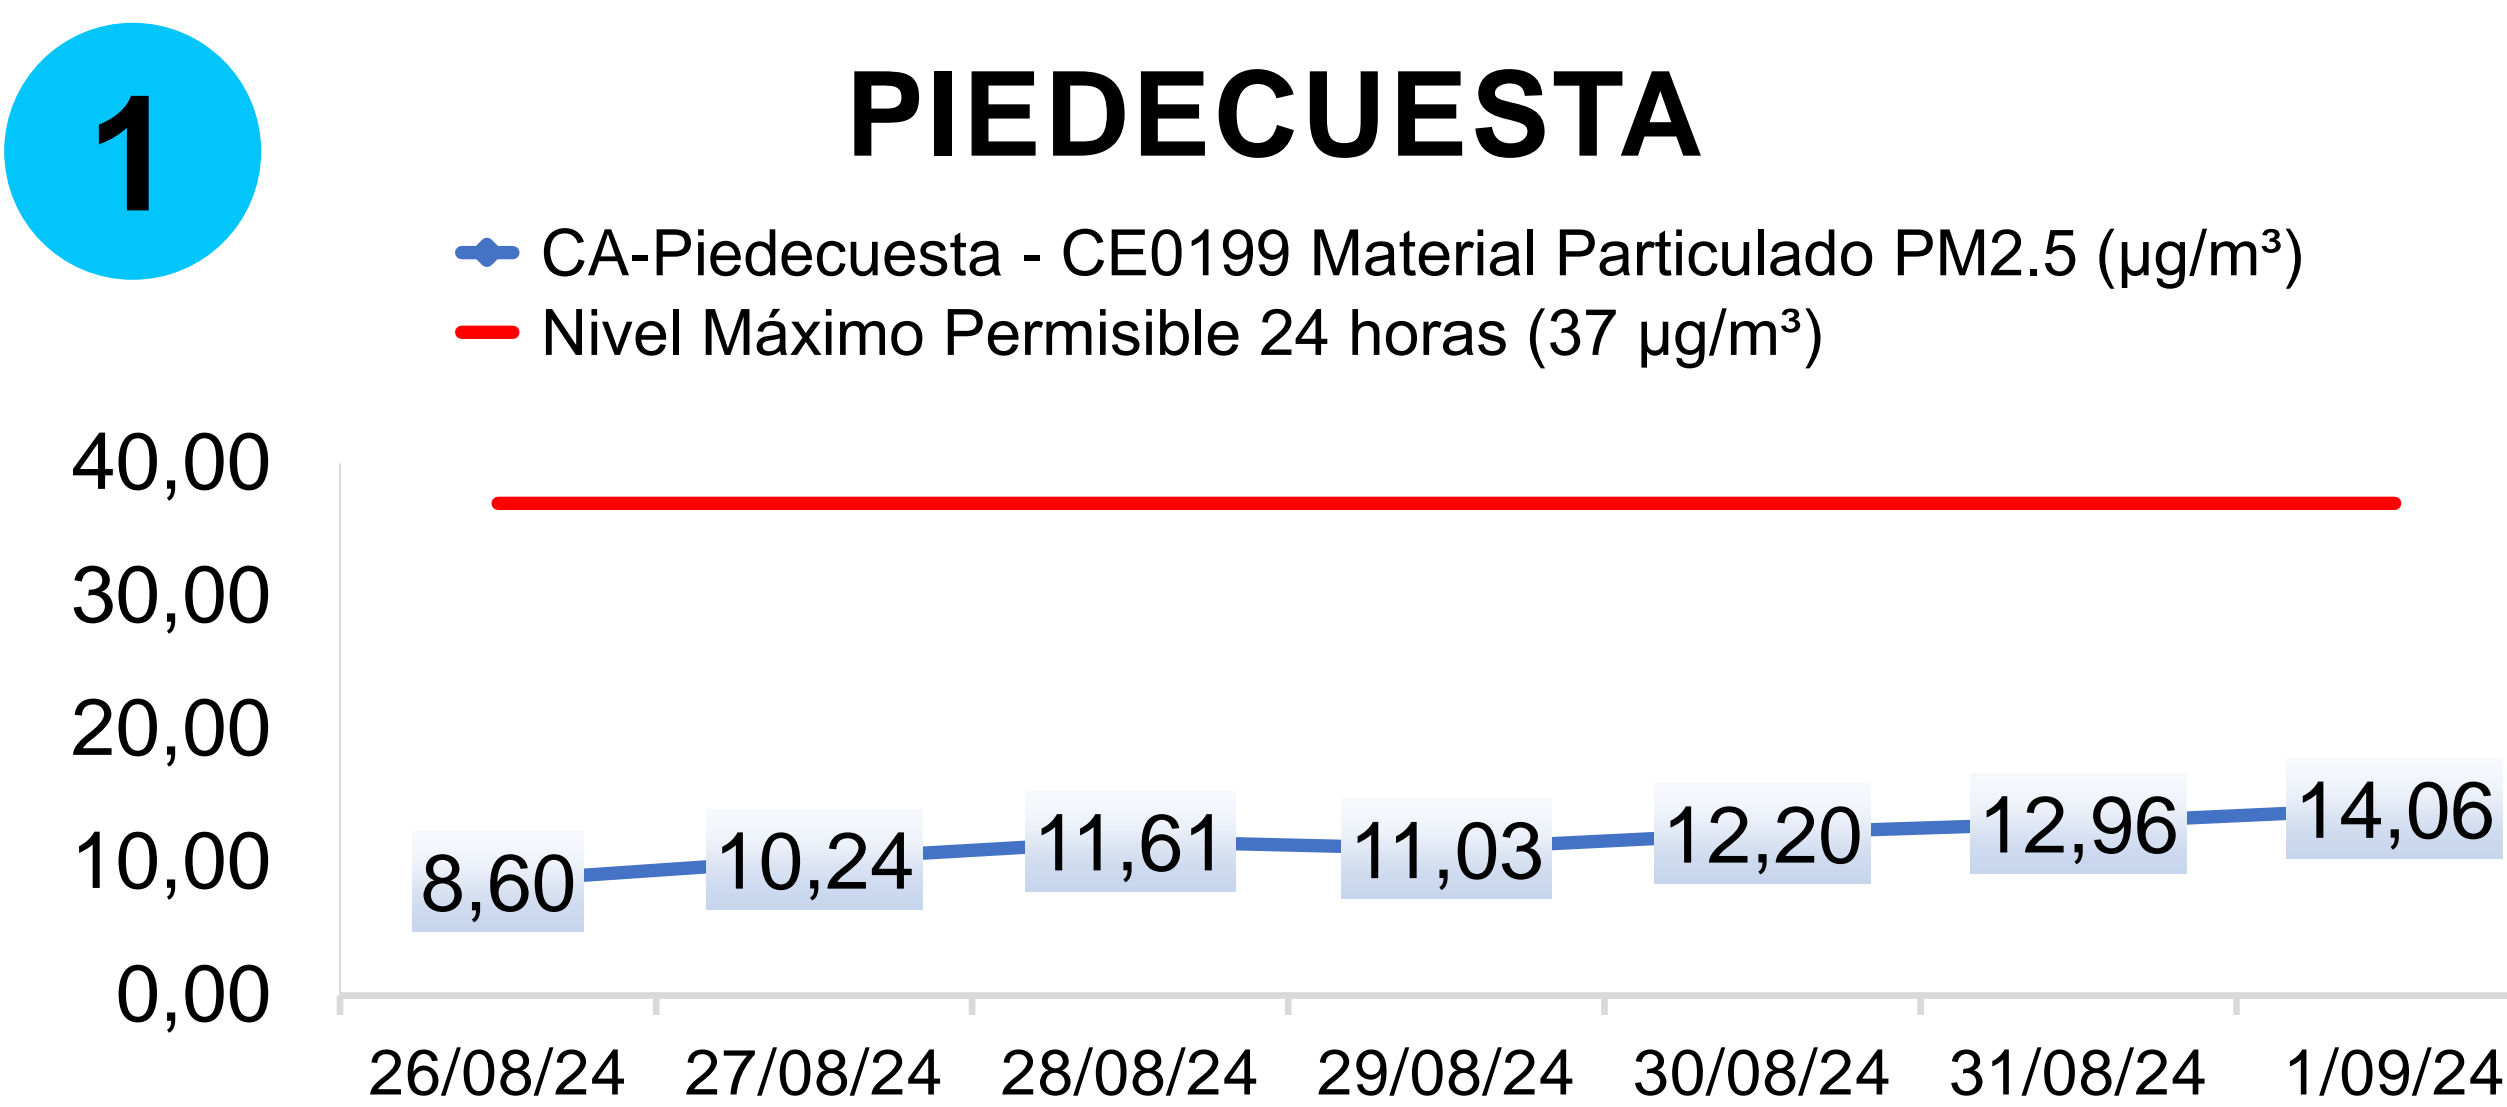 1
PIEDECUESTA
CA-Piedecuesta - CE0199 Material Particulado PM2.5 (µg/m³)
Nivel Máximo Permisible 24 horas (37 µg/m³)
40,00
30,00
20,00
10,00
0,00
8,60 10,24 11,61 11,03 12,20 12,96 14,06
26/08/24 27/08/24 28/08/24 29/08/24 30/08/24 31/08/24 1/09/24